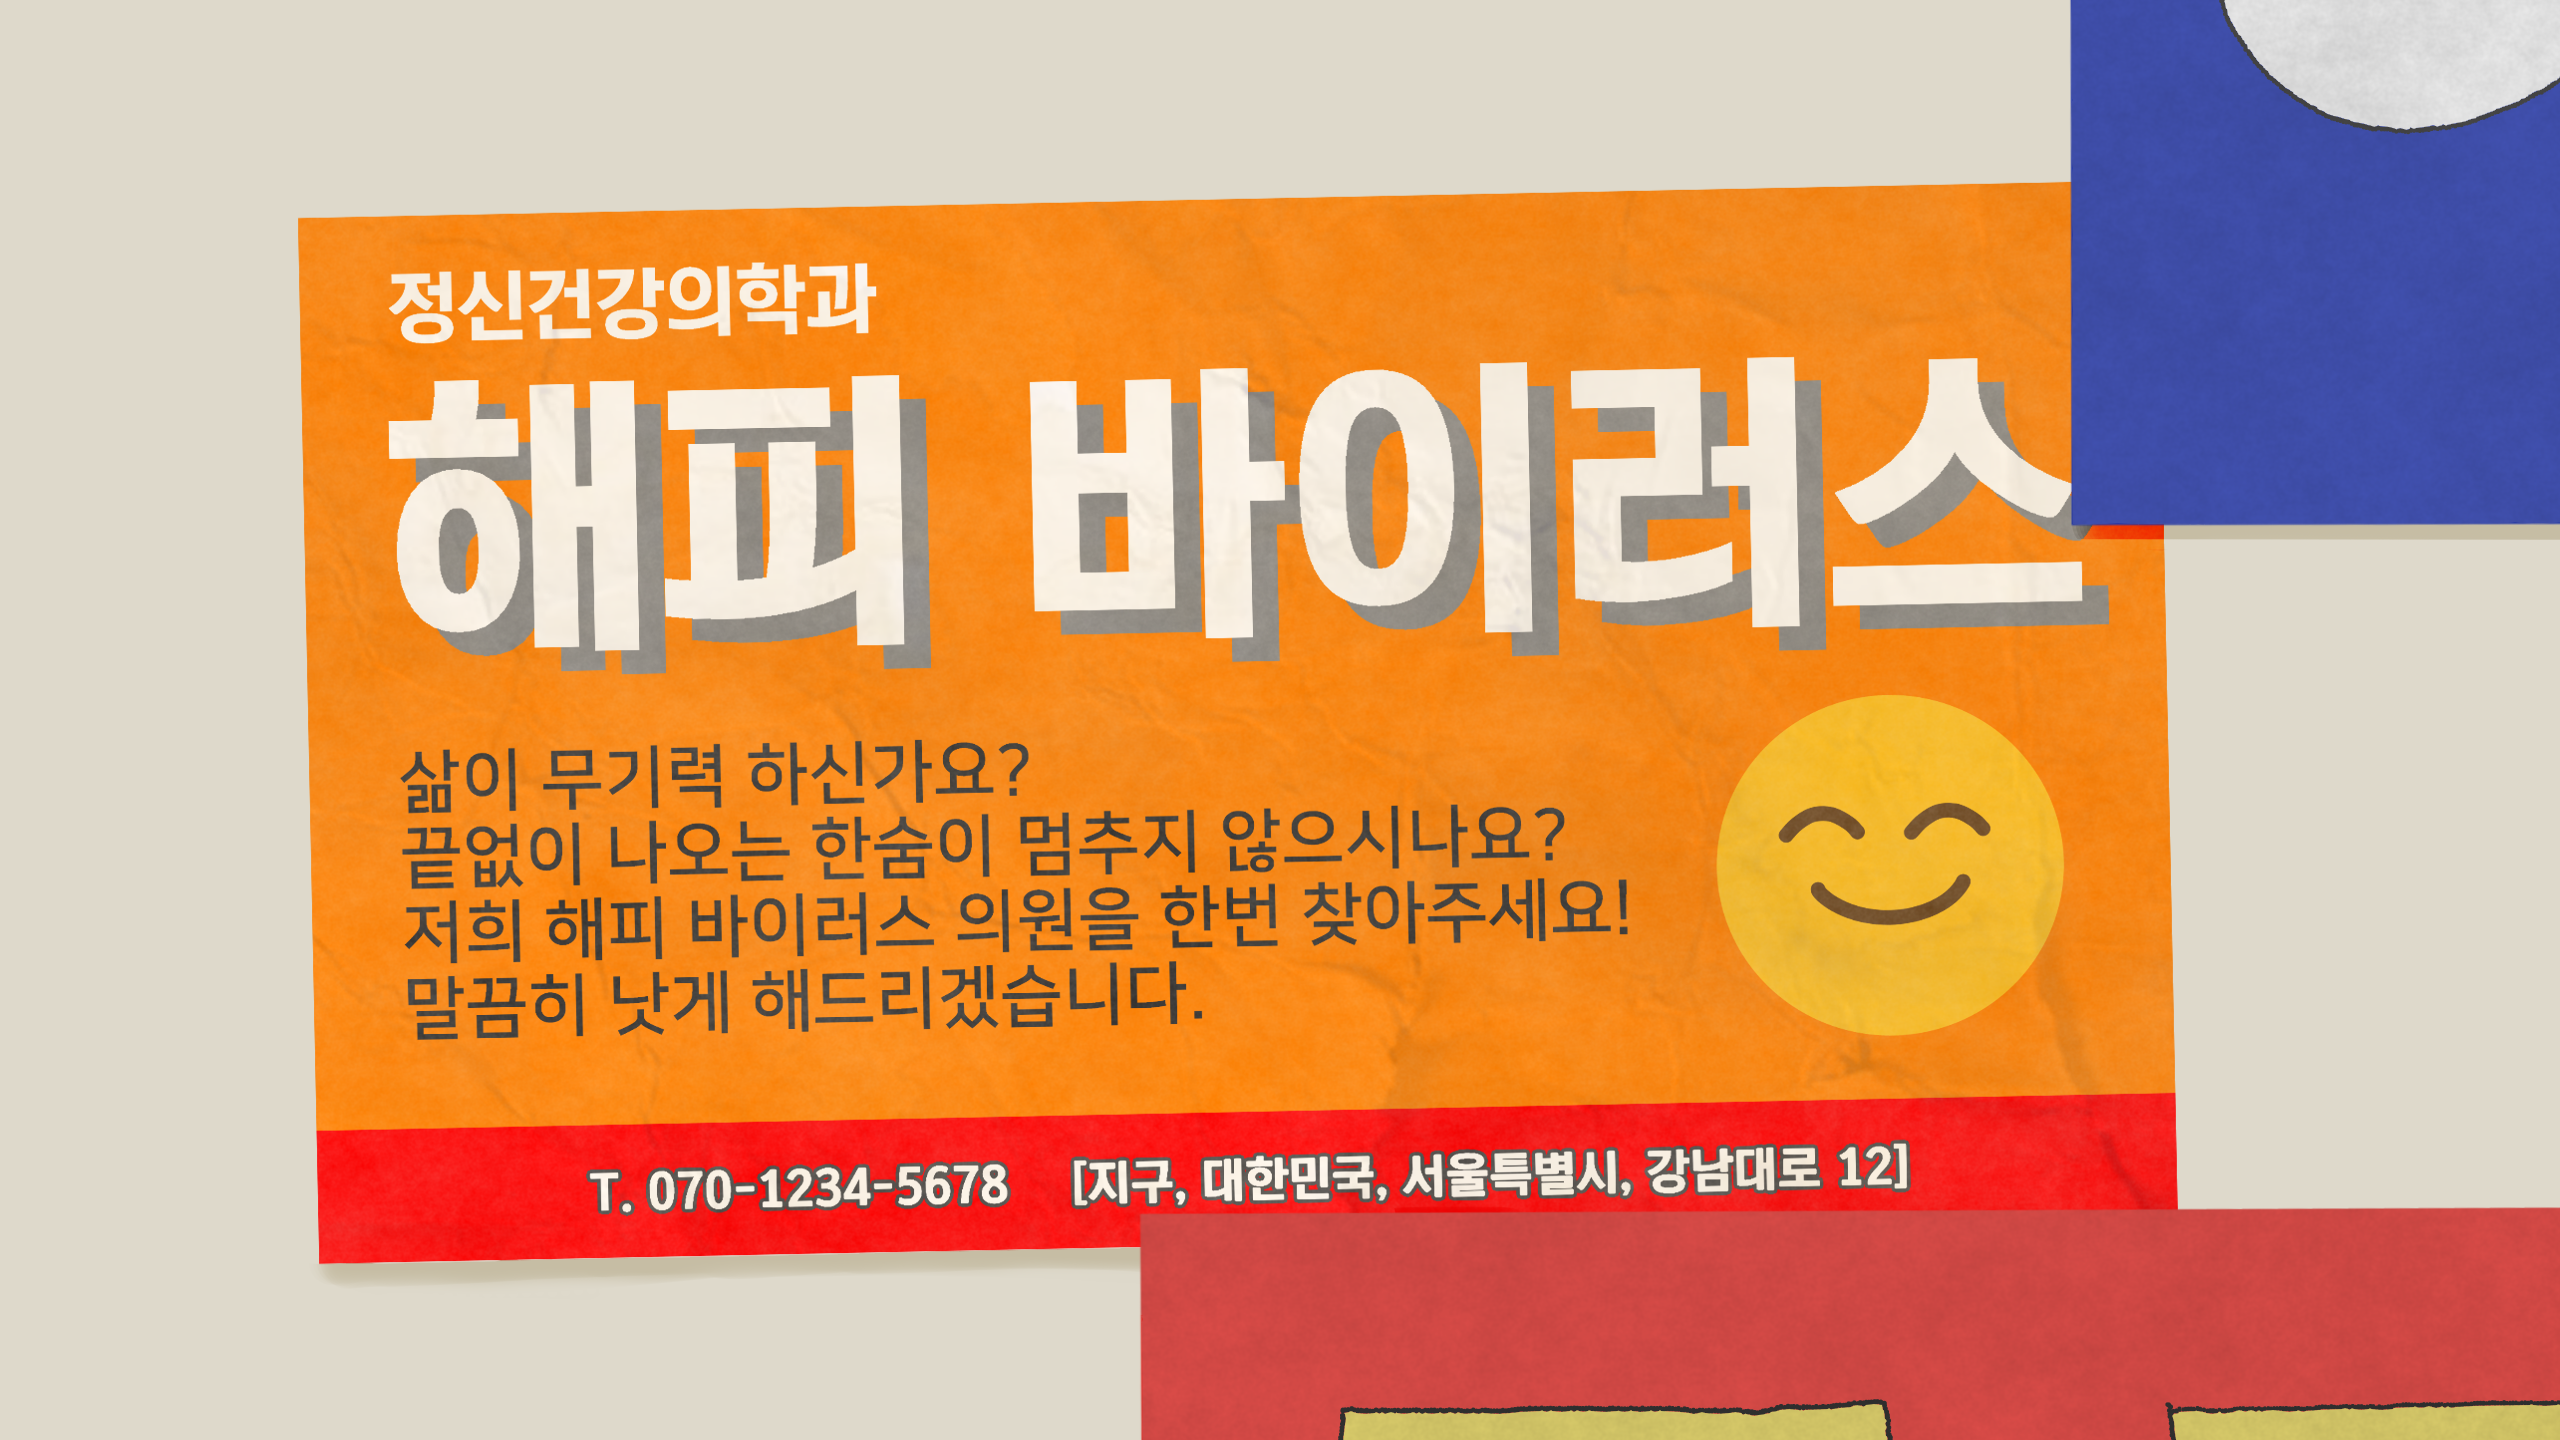 정신건강의학과
해피 바이러스
삶이 무기력 하신가요?
끝없이 나오는 한숨이 멈추지 않으시나요?
저희 해피 바이러스 의원을 한번 찾아주세요!
말끔히 낫게 해드리겠습니다.
T. 070-1234-5678 [지구, 대한민국, 서울특별시, 강남대로 12]